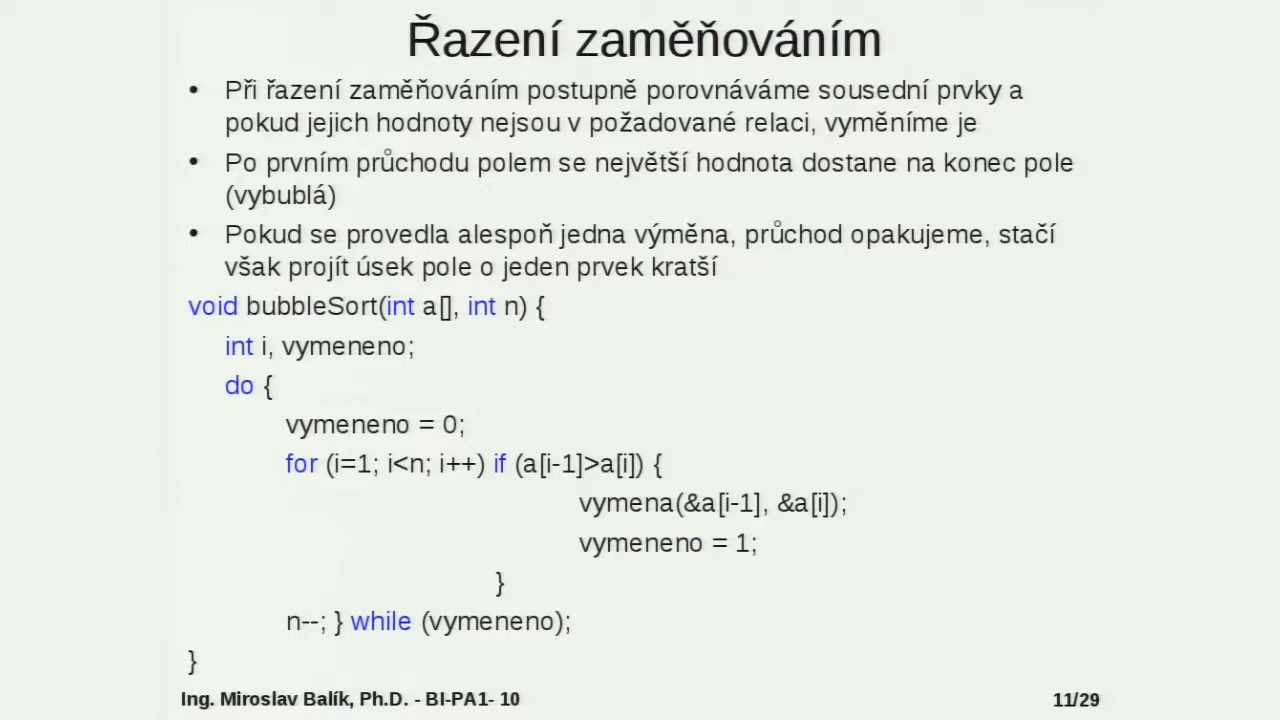 Řazení zaměňováním
• Při řazení zaměňováním postupně porovnáváme sousední prvky a
pokud jejich hodnoty nejsou v požadované relaci, vyměníme je
• Po prvním průchodu polem se největší hodnota dostane na konec pole
(vybublá)
• Pokud se provedla alespoň jedna výměna, průchod opakujeme, stačí
však projít úsek pole o jeden prvek kratší
void bubbleSort(int a[], int n) {
int i, vymeneno;
do {
vymeneno = 0;
for (i=1; i<n; i++) if (a[i-1]>a[i]) {
vymena(&a[i-1], &a[i]);
vymeneno = 1;
}
n--; } while (vymeneno);
}
Ing. Miroslav Balík, Ph.D. - BI-PA1- 10
11/29